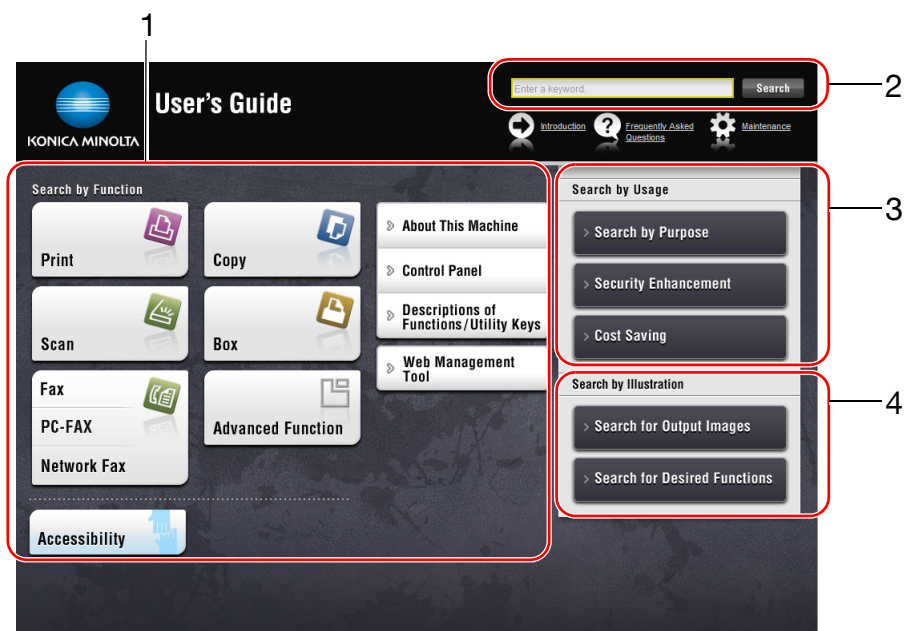 1
2
3
4
KONICA MINOLTA
User's Guide
Enter a keyword.
Search
Introduction
Frequently Asked
Questions
Maintenance
Search by Function
Print
Copy
Scan
Box
Fax
PC-FAX
Network Fax
Advanced Function
Accessibility
About This Machine
Control Panel
Descriptions of
Functions/Utility Keys
Web Management
Tool
Search by Usage
Search by Purpose
Security Enhancement
Cost Saving
Search by Illustration
Search for Output Images
Search for Desired Functions